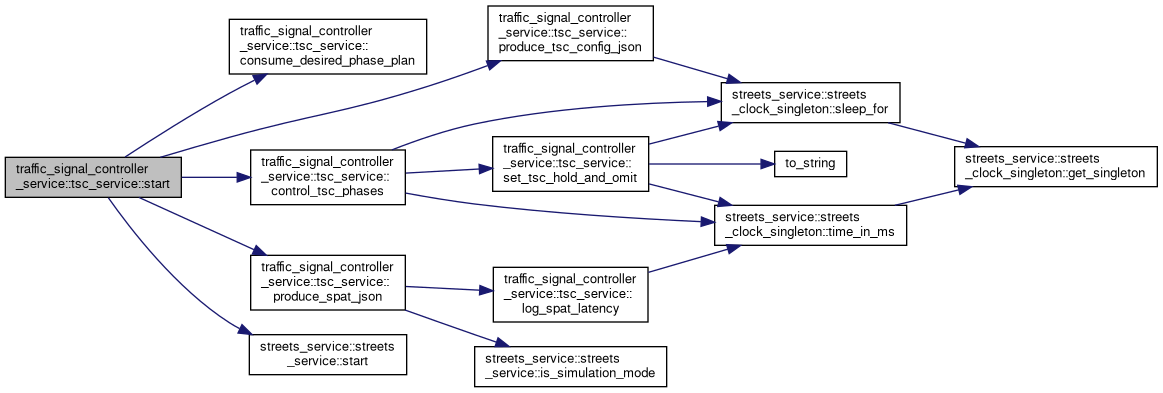 traffic_signal_controller
_service::tsc_service::start
traffic_signal_controller
_service::tsc_service::
consume_desired_phase_plan
traffic_signal_controller
_service::tsc_service::
control_tsc_phases
traffic_signal_controller
_service::tsc_service::
produce_spat_json
streets_service::streets
_service::start
traffic_signal_controller
_service::tsc_service::
produce_tsc_config_json
traffic_signal_controller
_service::tsc_service::
set_tsc_hold_and_omit
traffic_signal_controller
_service::tsc_service::
log_spat_latency
streets_service::streets
_service::is_simulation_mode
streets_service::streets
_clock_singleton::sleep_for
to_string
streets_service::streets
_clock_singleton::time_in_ms
streets_service::streets
_clock_singleton::get_singleton